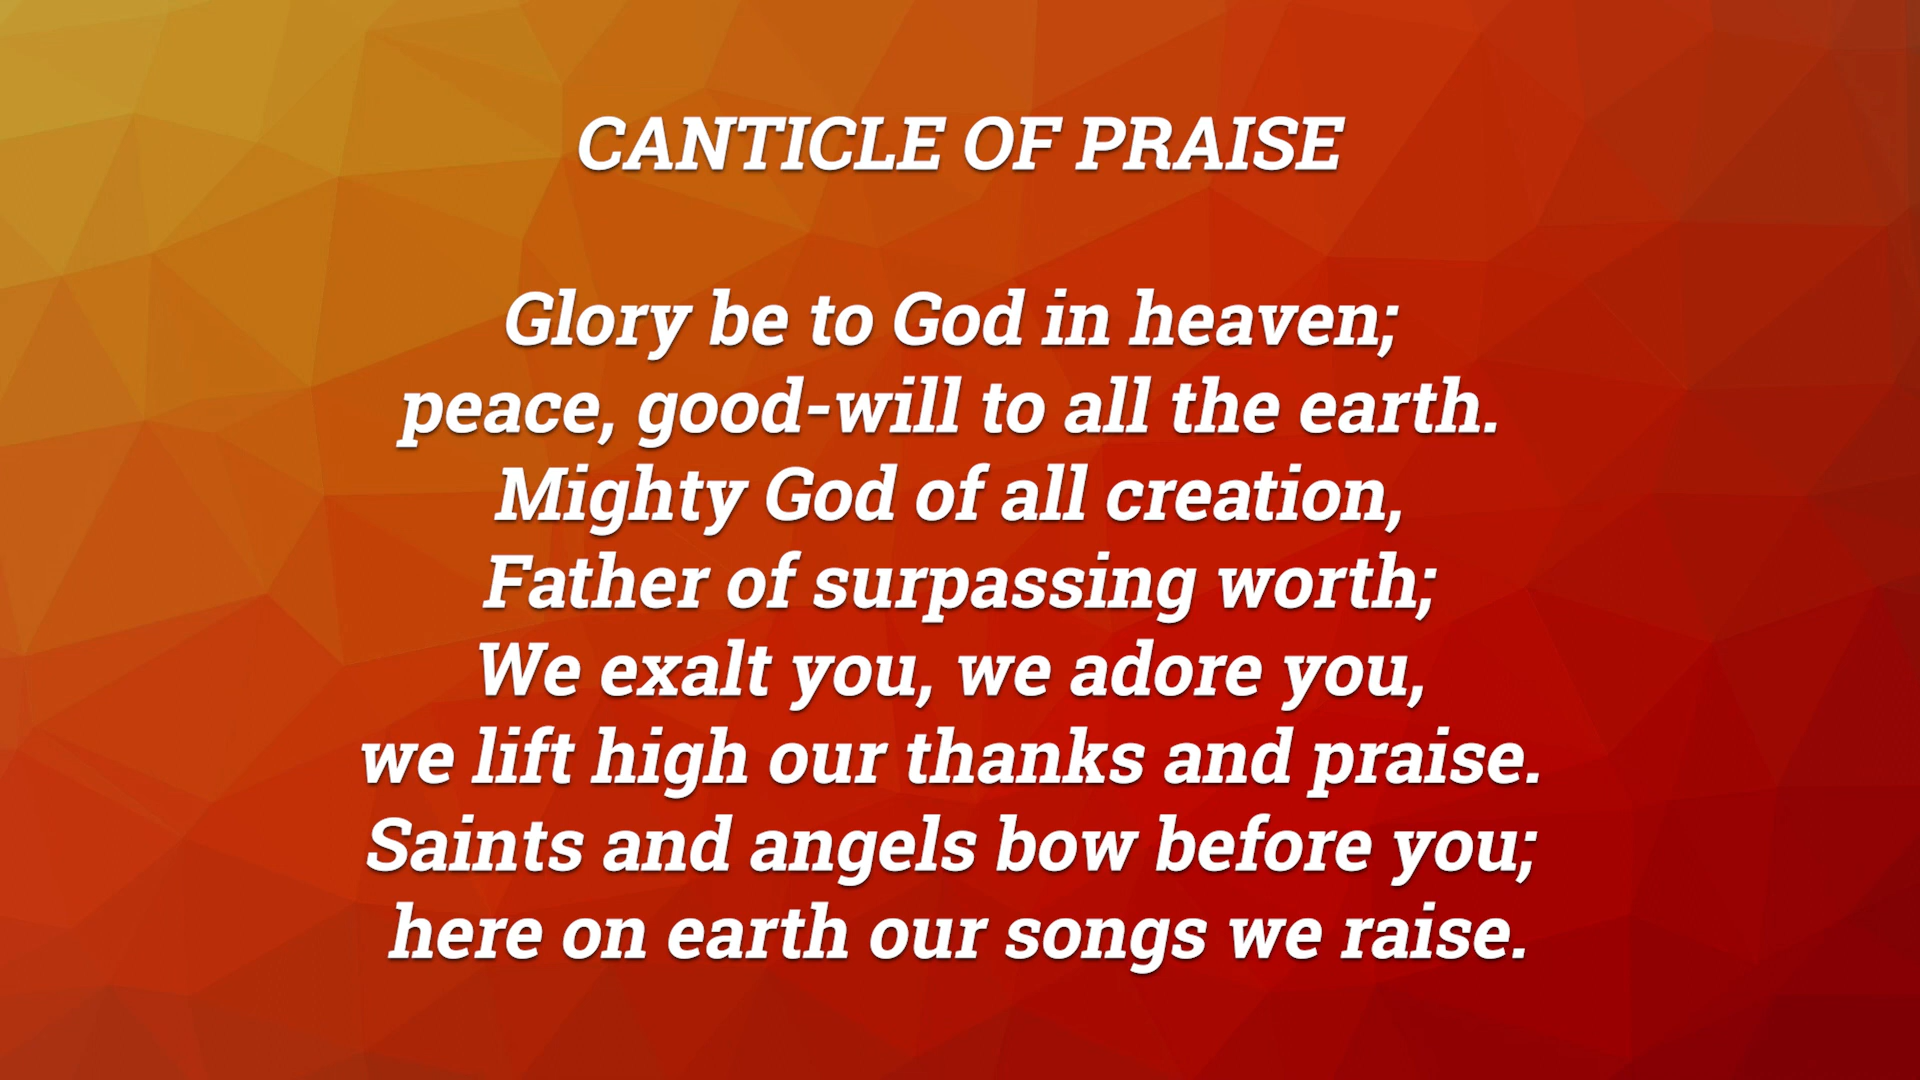 CANTICLE OF PRAISE
Glory be to God in heaven;
peace, good-will to all the earth.
Mighty God of all creation,
Father of surpassing worth;
We exalt you, we adore you,
we lift high our thanks and praise.
Saints and angels bow before you;
here on earth our songs we raise.